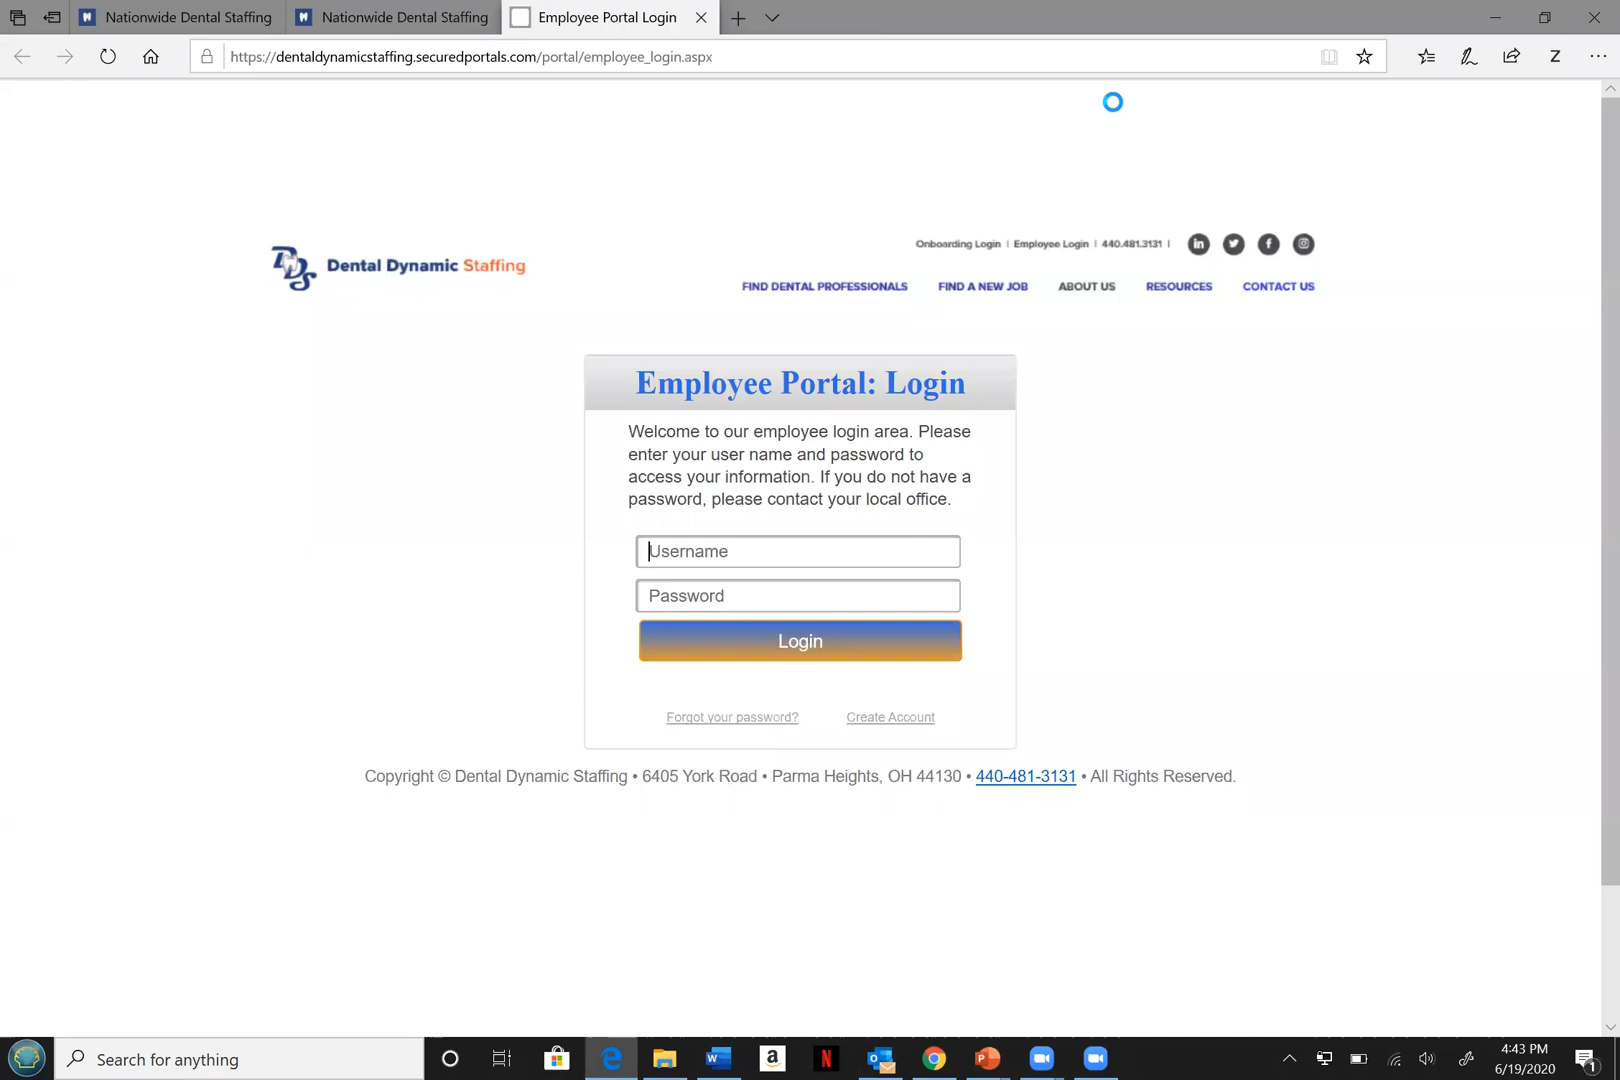 Nationwide Dental Staffing
Nationwide Dental Staffing
Employee Portal Login
https://dentaldynamicstaffing.securedportals.com/portal/employee_login.aspx
Z
Onboarding Login | Employee Login | 440.481.3131 |
DDS Dental Dynamic Staffing
FIND DENTAL PROFESSIONALS FIND A NEW JOB ABOUT US RESOURCES CONTACT US
Employee Portal: Login
Welcome to our employee login area. Please
enter your user name and password to
access your information. If you do not have a
password, please contact your local office.
Username
Password
Login
Forgot your password? Create Account
Copyright © Dental Dynamic Staffing • 6405 York Road • Parma Heights, OH 44130 • 440-481-3131 • All Rights Reserved.
Search for anything
4:43 PM
6/19/2020
1